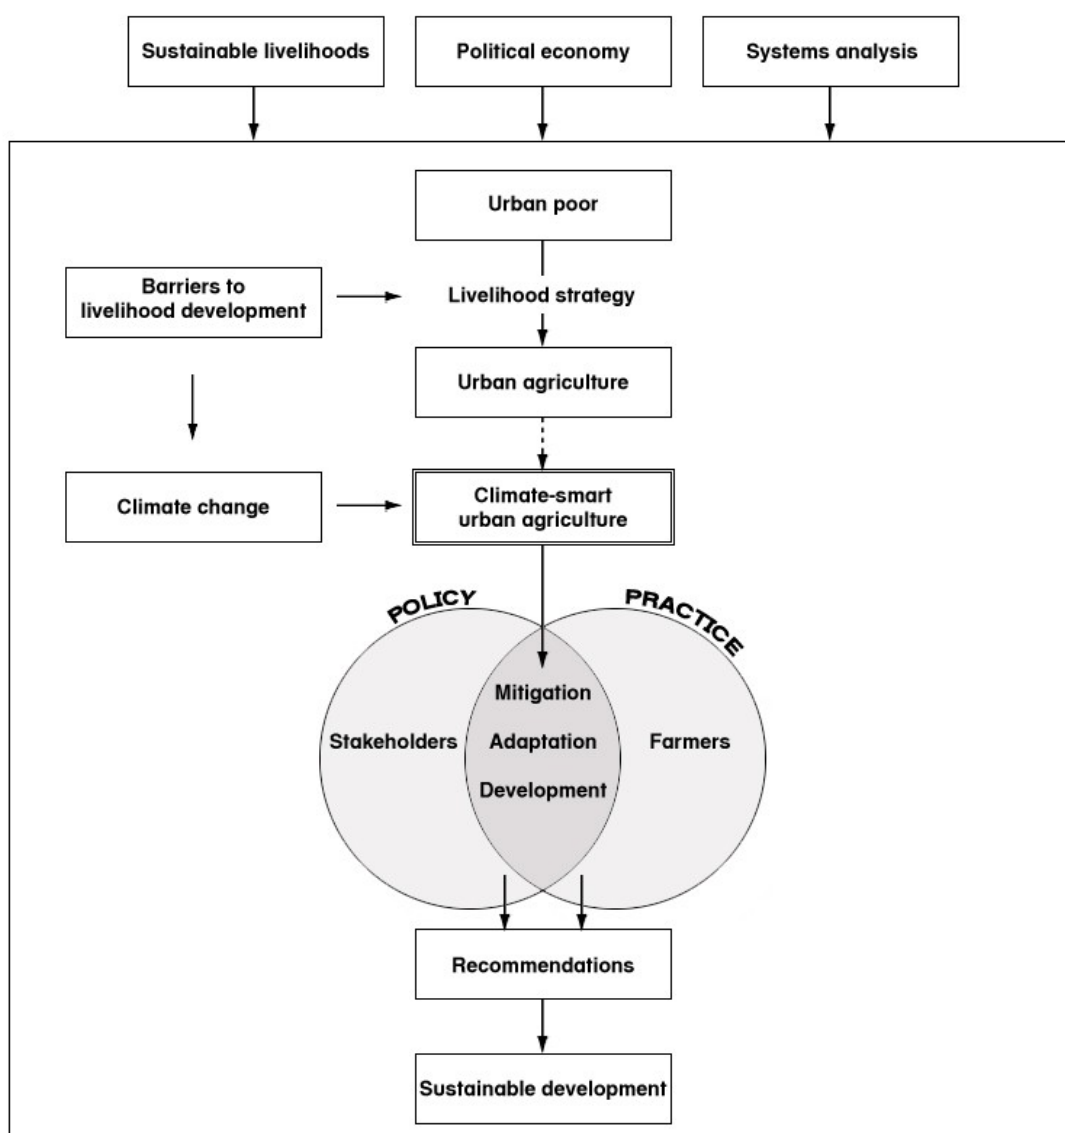 Sustainable livelihoods
Political economy
Systems analysis
Urban poor
Barriers to
livelihood development
Livelihood strategy
Urban agriculture
Climate change
Climate-smart
urban agriculture
POLICY
PRACTICE
Mitigation
Stakeholders
Adaptation
Farmers
Development
Recommendations
Sustainable development